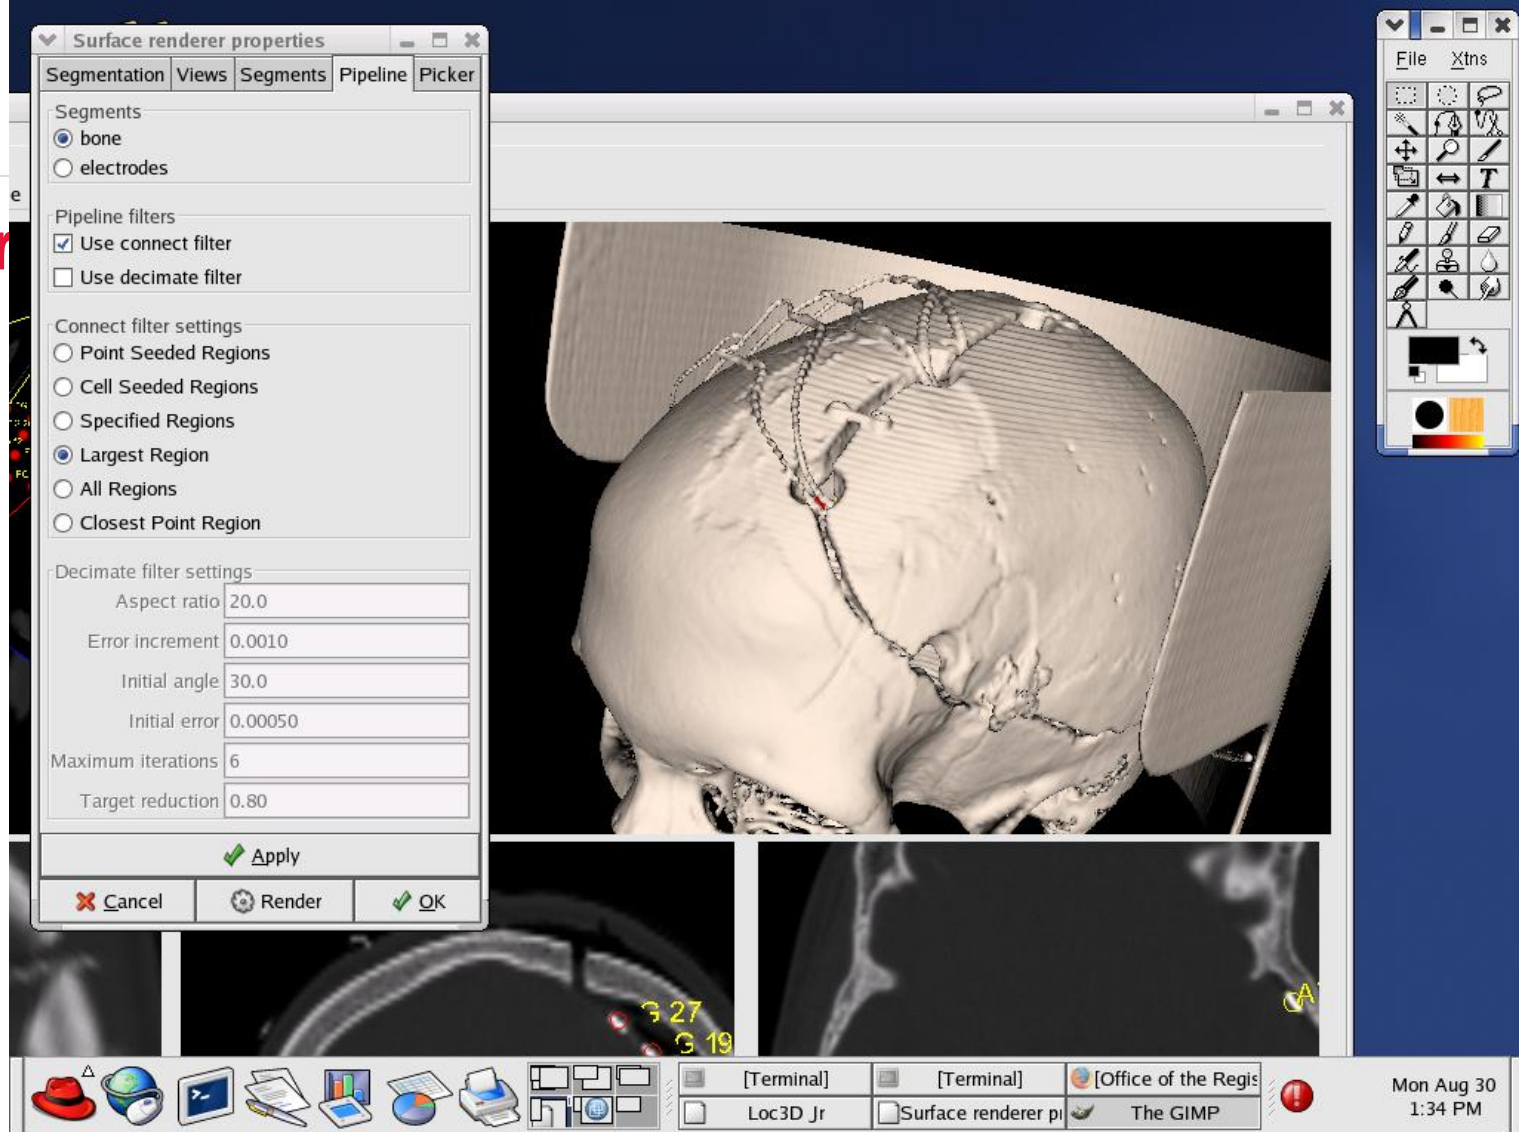 Surface renderer properties
Segmentation Views Segments Pipeline Picker
Segments
bone
electrodes
Pipeline filters
Use connect filter
Use decimate filter
Connect filter settings
Point Seeded Regions
Cell Seeded Regions
Specified Regions
Largest Region
All Regions
Closest Point Region
Decimate filter settings
Aspect ratio 20.0
Error increment 0.0010
Initial angle 30.0
Initial error 0.00050
Maximum iterations 6
Target reduction 0.80
Apply
Cancel Render OK
e
r
File Xtns
G 27
G 19
A
[Terminal] [Terminal] [Office of the Regis
Loc3D Jr Surface renderer pr The GIMP
Mon Aug 30
1:34 PM